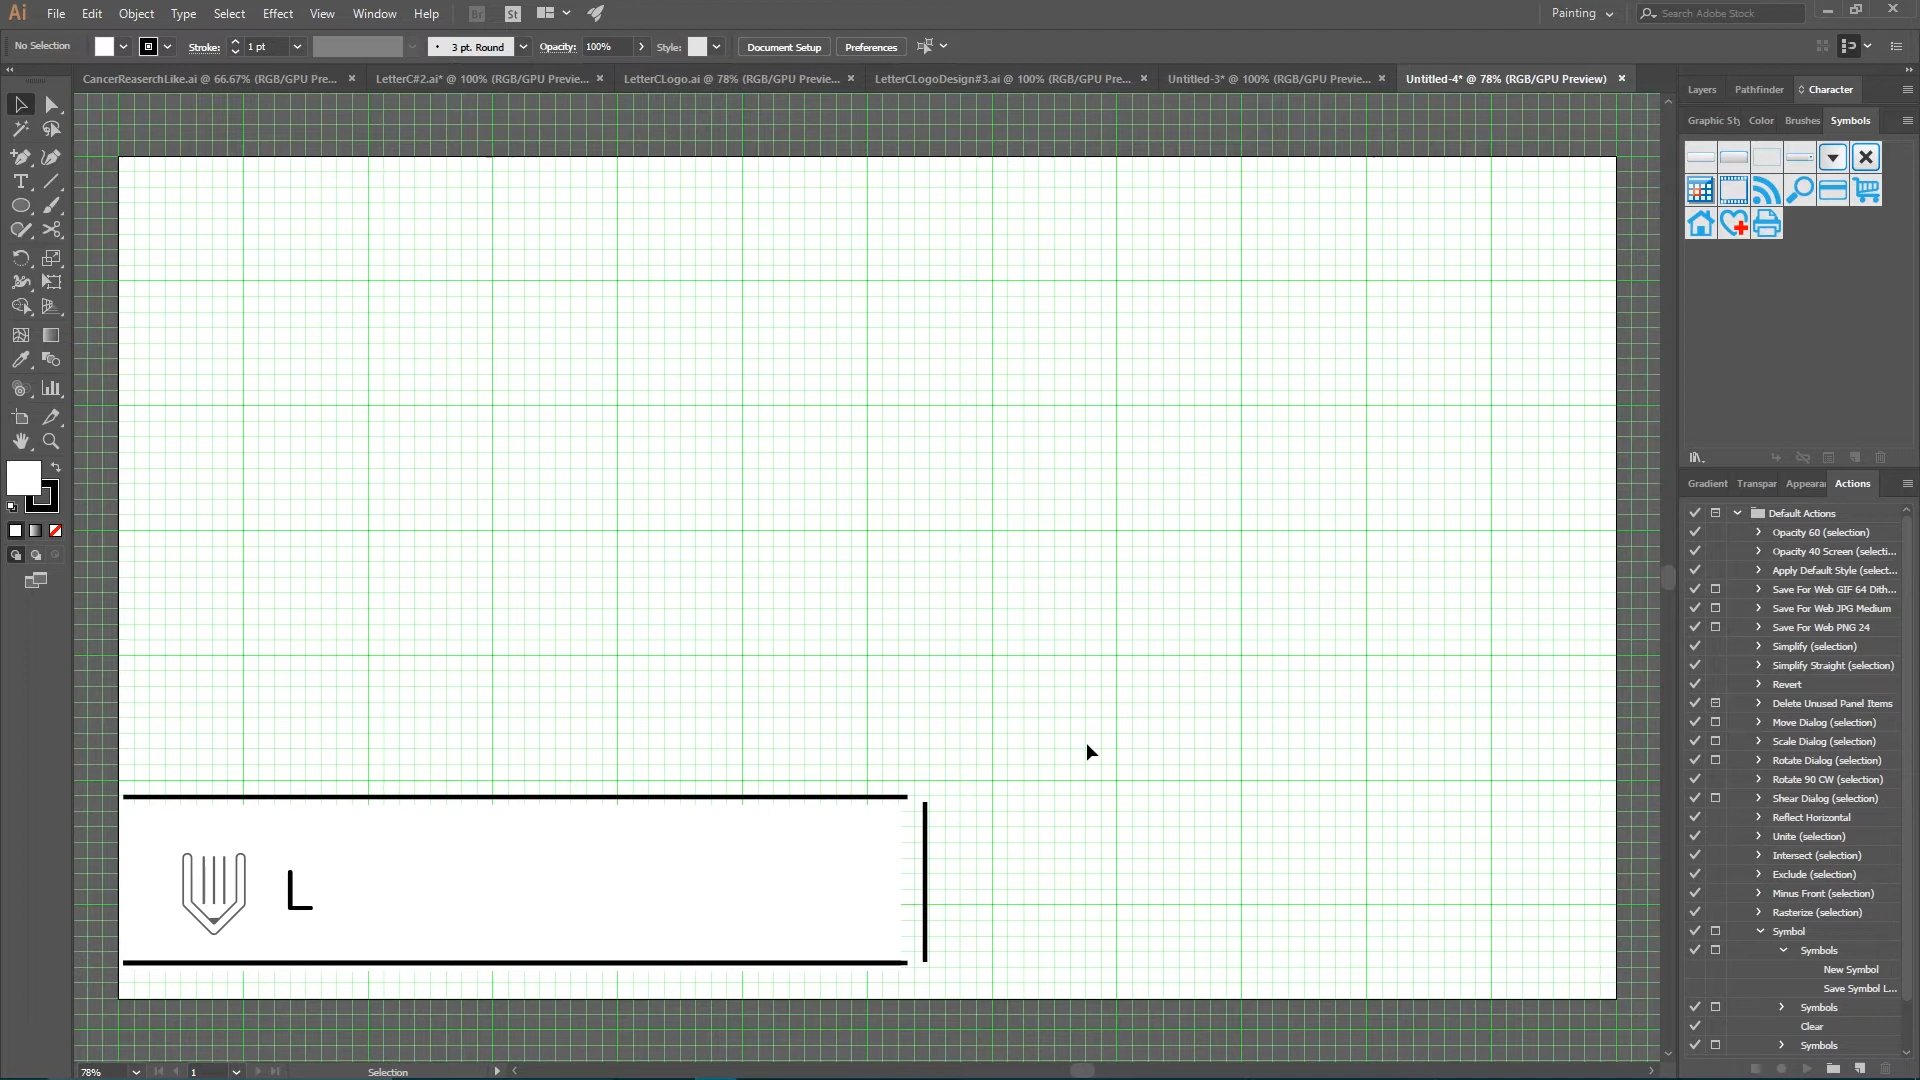 Ai File Edit Object Type Select Effect View Window Help Br St Painting Search Adobe Stock
No Selection Stroke: 1 pt 3 pt. Round Opacity: 100% Style: Document Setup Preferences
CancerReaserchLike.ai @ 66.67% (RGB/GPU Pre... LetterC#2.ai* @ 100% (RGB/GPU Previe... LetterCLogo.ai @ 78% (RGB/GPU Previe... LetterCLogoDesign#3.ai @ 100% (RGB/GPU Pre... Untitled-3* @ 100% (RGB/GPU Previe... Untitled-4* @ 78% (RGB/GPU Preview)
Layers Pathfinder Character
Graphic Sty Color Brushes Symbols
Gradient Transpar Appeara Actions
Default Actions
Opacity 60 (selection)
Opacity 40 Screen (selecti...
Apply Default Style (select...
Save For Web GIF 64 Dith...
Save For Web JPG Medium
Save For Web PNG 24
Simplify (selection)
Simplify Straight (selection)
Revert
Delete Unused Panel Items
Move Dialog (selection)
Scale Dialog (selection)
Rotate Dialog (selection)
Rotate 90 CW (selection)
Shear Dialog (selection)
Reflect Horizontal
Unite (selection)
Intersect (selection)
Exclude (selection)
Minus Front (selection)
Rasterize (selection)
Symbol
Symbols
New Symbol
Save Symbol L...
Symbols
Clear
Symbols
L
78% 1 Selection